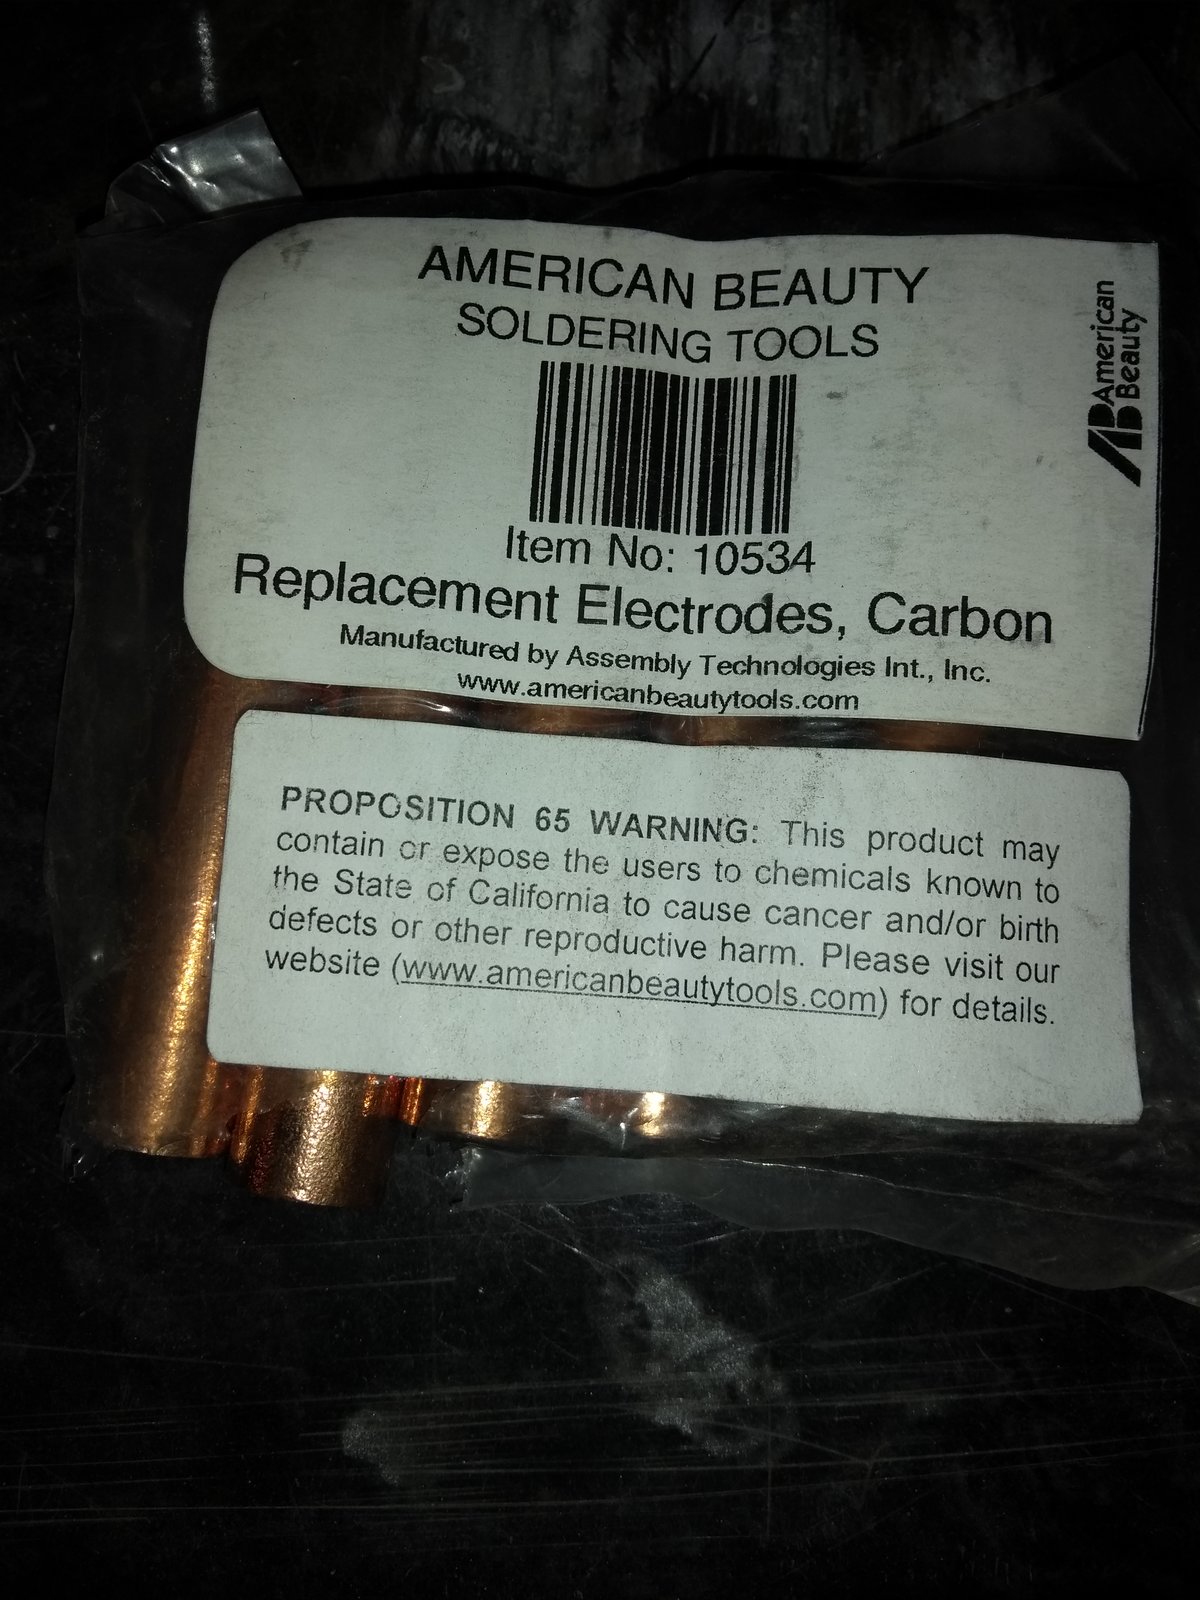 AMERICAN BEAUTY
SOLDERING TOOLS
American
Beauty
Item No: 10534
Replacement Electrodes, Carbon
Manufactured by Assembly Technologies Int., Inc.
www.americanbeautytools.com
PROPOSITION 65 WARNING: This product may
contain or expose the users to chemicals known to
the State of California to cause cancer and/or birth
defects or other reproductive harm. Please visit our
website (www.americanbeautytools.com) for details.